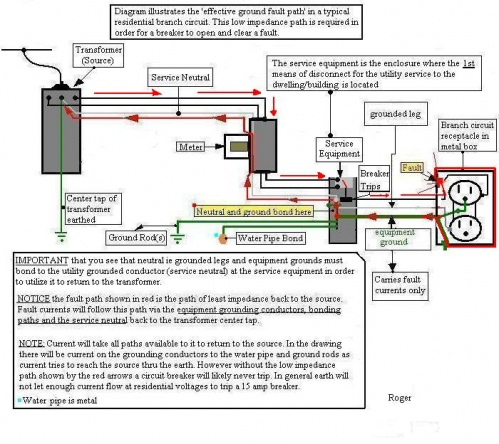 Diagram illustrates the 'effective ground fault path' in a typical
residential branch circuit. This low impedance path is required in
order for a breaker to open and clear a fault.
Transformer
(Source)
Service Neutral
The service equipment is the enclosure where the 1st
means of disconnect for the utility service to the
dwelling/building is located
grounded leg
Branch circuit
receptacle in
metal box
Meter
Service
Equipment
Breaker
Trips
Fault
Center tap of
transformer
earthed
Neutral and ground bond here
Ground Rod(s)
Water Pipe Bond
equipment
ground
Carries fault
currents only
IMPORTANT that you see that neutral ie grounded legs and equipment grounds must
bond to the utility grounded conductor (service neutral) at the service equipment in order
to utilize it to return to the transformer.
NOTICE the fault path shown in red is the path of least impedance back to the source.
Fault currents will follow this path via the equipment grounding conductors, bonding
paths and the service neutral back to the transformer center tap.
NOTE: Current will take all paths available to it to return to the source. In the drawing
there will be current on the grounding conductors to the water pipe and ground rods as
current tries to reach the source thru the earth. However without the low impedance
path shown by the red arrows a circuit breaker will likely never trip. In general earth will
not let enough current flow at residential voltages to trip a 15 amp breaker.
Water pipe is metal
Roger